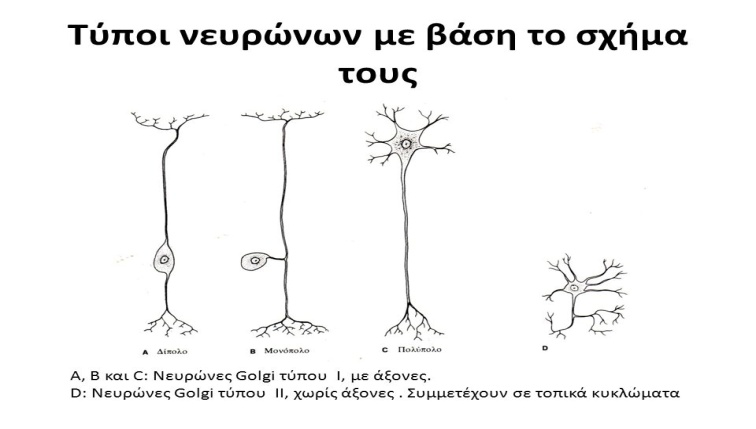 Τύποι νευρώνων με βάση το σχήμα
τους
A Δίπολο
B Μονόπολο
C Πολύπολο
D
A, B και C: Νευρώνες Golgi τύπου I, με άξονες.
D: Νευρώνες Golgi τύπου II, χωρίς άξονες . Συμμετέχουν σε τοπικά κυκλώματα